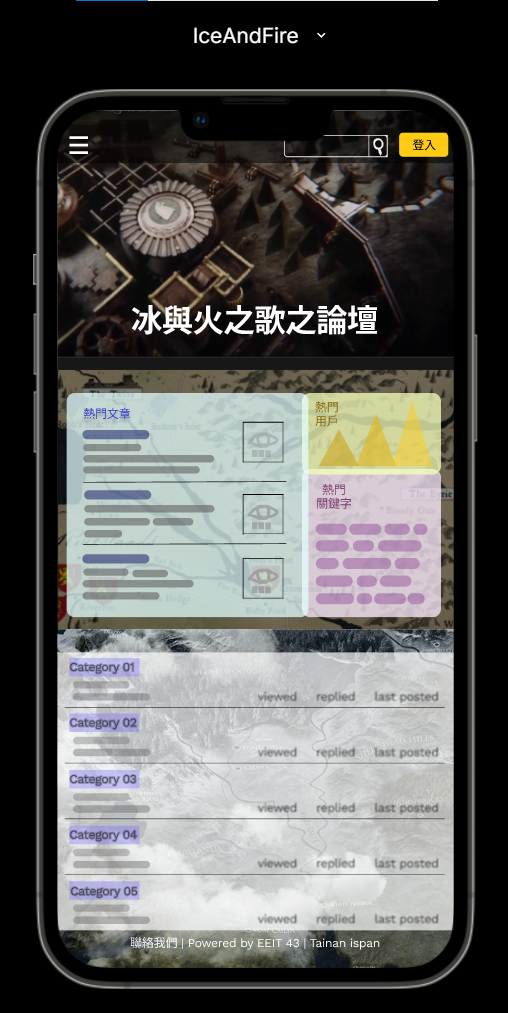 IceAndFire
登入
冰與火之歌之論壇
The Twins
熱門文章
熱門
用戶
熱門
關鍵字
Category 01
viewed replied last posted
Category 02
viewed replied last posted
Category 03
viewed replied last posted
Category 04
viewed replied last posted
Category 05
viewed replied last posted
聯絡我們 | Powered by EEIT 43 | Tainan ispan